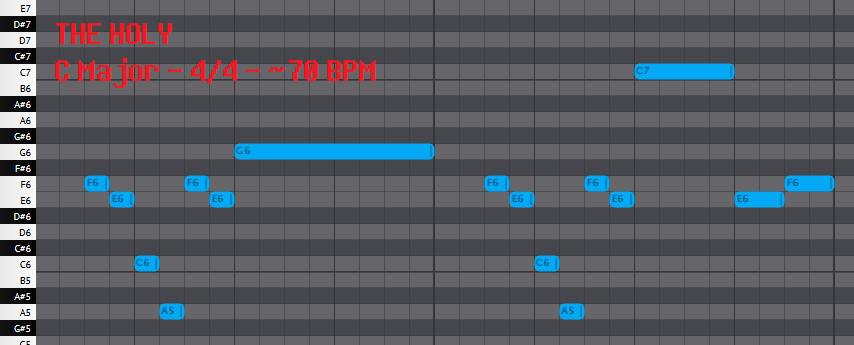 E7
D#7
THE HOLY
D7
C#7
C Major - 4/4 - ~70 BPM
C7 C7
B6
A#6
A6
G#6
G6 G6
F#6
F6 F6 F6 F6 F6 F6
E6 E6 E6 E6 E6 E6
D#6
D6
C#6
C6 C6 C6
B5
A#5
A5 A5 A5
G#5